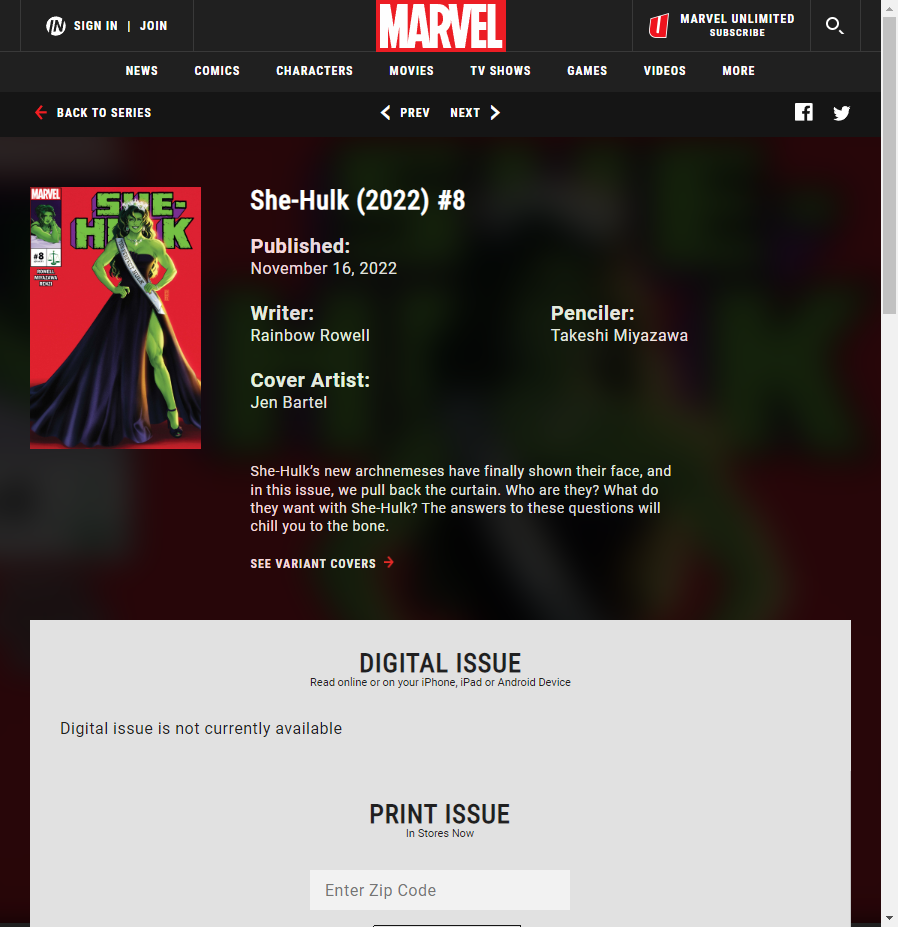 SIGN IN | JOIN
MARVEL
MARVEL UNLIMITED
SUBSCRIBE
NEWS COMICS CHARACTERS MOVIES TV SHOWS GAMES VIDEOS MORE
BACK TO SERIES
PREV NEXT
MARVEL
SHE-
HULK
#8
ROWELL
MIYAZAWA
RENZI
She-Hulk (2022) #8
Published:
November 16, 2022
Writer:
Rainbow Rowell
Penciler:
Takeshi Miyazawa
Cover Artist:
Jen Bartel
She-Hulk’s new archnemeses have finally shown their face, and
in this issue, we pull back the curtain. Who are they? What do
they want with She-Hulk? The answers to these questions will
chill you to the bone.
SEE VARIANT COVERS
DIGITAL ISSUE
Read online or on your iPhone, iPad or Android Device
Digital issue is not currently available
PRINT ISSUE
In Stores Now
Enter Zip Code